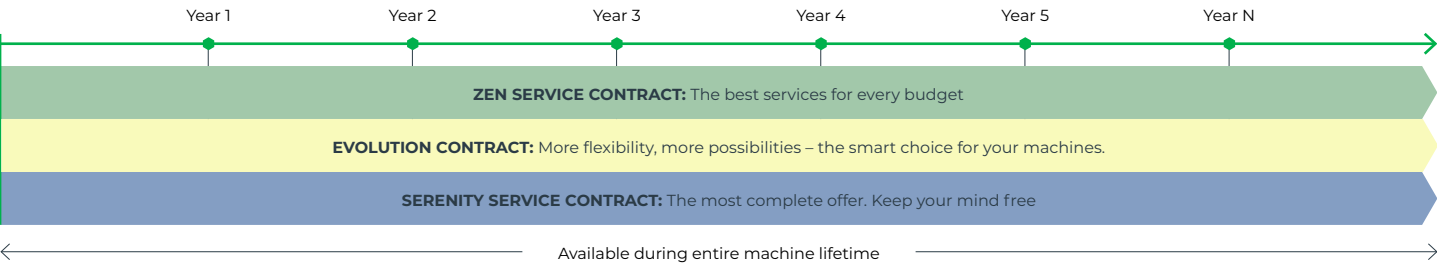 Year 1 Year 2 Year 3 Year 4 Year 5 Year N
ZEN SERVICE CONTRACT: The best services for every budget
EVOLUTION CONTRACT: More flexibility, more possibilities – the smart choice for your machines.
SERENITY SERVICE CONTRACT: The most complete offer. Keep your mind free
Available during entire machine lifetime